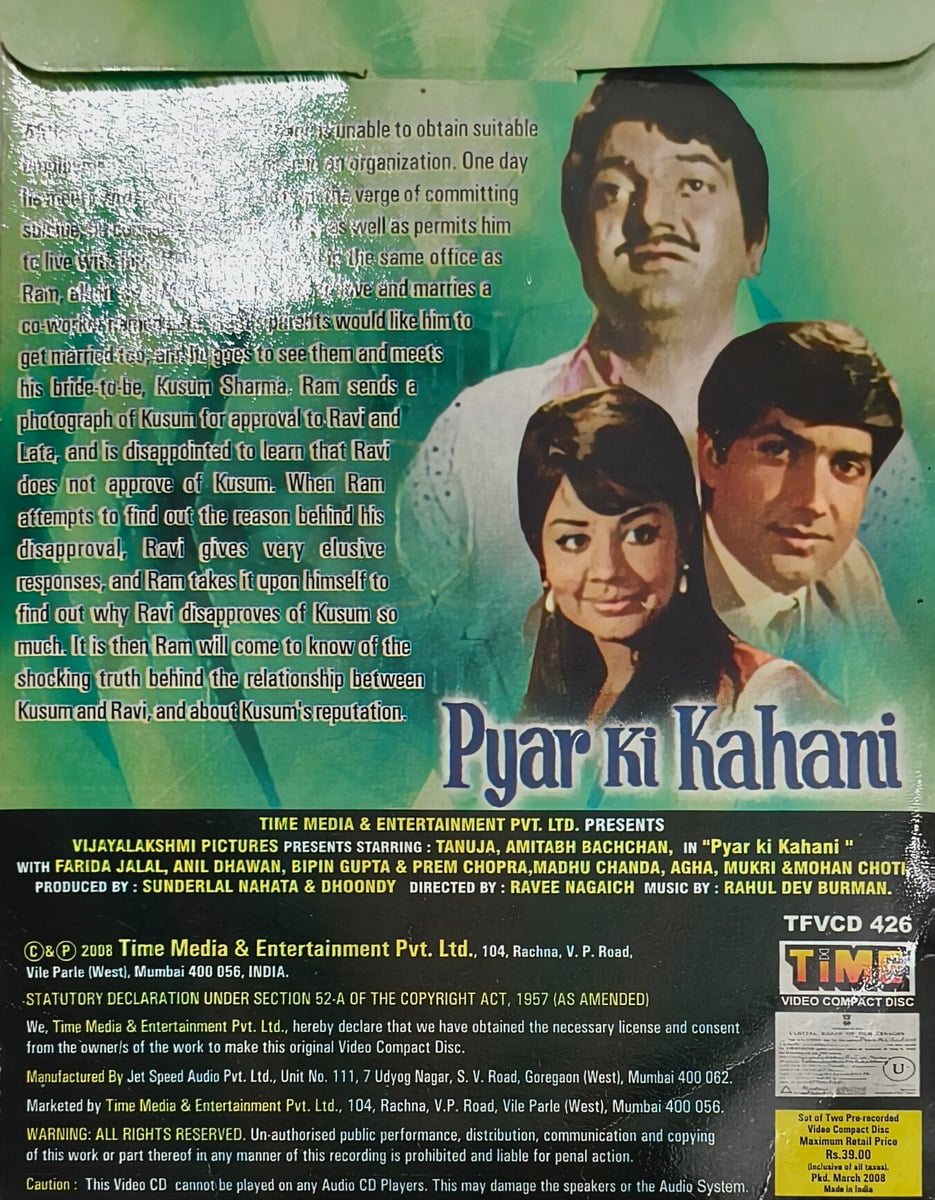 unable to obtain suitable
an organization. One day
the verge of committing
as well as permits him
to live with the same office as
Ram, and marries a
co-worker parents would like him to
get married too, and he goes to see them and meets
his bride-to-be, Kusum Sharma. Ram sends a
photograph of Kusum for approval to Ravi and
Lata, and is disappointed to learn that Ravi
does not approve of Kusum. When Ram
attempts to find out the reason behind his
disapproval, Ravi gives very elusive
responses, and Ram takes it upon himself to
find out why Ravi disapproves of Kusum so
much. It is then Ram will come to know of the
shocking truth behind the relationship between
Kusum and Ravi, and about Kusum's reputation.
Pyar Ki Kahani
TIME MEDIA & ENTERTAINMENT PVT. LTD. PRESENTS
VIJAYALAKSHMI PICTURES PRESENTS STARRING : TANUJA, AMITABH BACHCHAN, IN "Pyar ki Kahani "
WITH FARIDA JALAL, ANIL DHAWAN, BIPIN GUPTA & PREM CHOPRA,MADHU CHANDA, AGHA, MUKRI &MOHAN CHOTI
PRODUCED BY : SUNDERLAL NAHATA & DHOONDY DIRECTED BY : RAVEE NAGAICH MUSIC BY : RAHUL DEV BURMAN.
TFVCD 426
©&℗ 2008 Time Media & Entertainment Pvt. Ltd., 104, Rachna, V. P. Road,
Vile Parle (West), Mumbai 400 056, INDIA.
TiME
VIDEO COMPACT DISC
STATUTORY DECLARATION UNDER SECTION 52-A OF THE COPYRIGHT ACT, 1957 (AS AMENDED)
We, Time Media & Entertainment Pvt. Ltd., hereby declare that we have obtained the necessary license and consent
from the owner/s of the work to make this original Video Compact Disc.
Manufactured By Jet Speed Audio Pvt. Ltd., Unit No. 111, 7 Udyog Nagar, S. V. Road, Goregaon (West), Mumbai 400 062.
Marketed by Time Media & Entertainment Pvt. Ltd., 104, Rachna, V.P. Road, Vile Parle (West), Mumbai 400 056.
WARNING: ALL RIGHTS RESERVED. Un-authorised public performance, distribution, communication and copying
of this work or part thereof in any manner of this recording is prohibited and liable for penal action.
Caution : This Video CD cannot be played on any Audio CD Players. This may damage the speakers or the Audio System.
U
Sat of Two Pre-recorded
Video Compact Disc
Maximum Retail Price
Rs.39.00
(Inclusive of all taxes).
Pkd. March 2008
Made in India